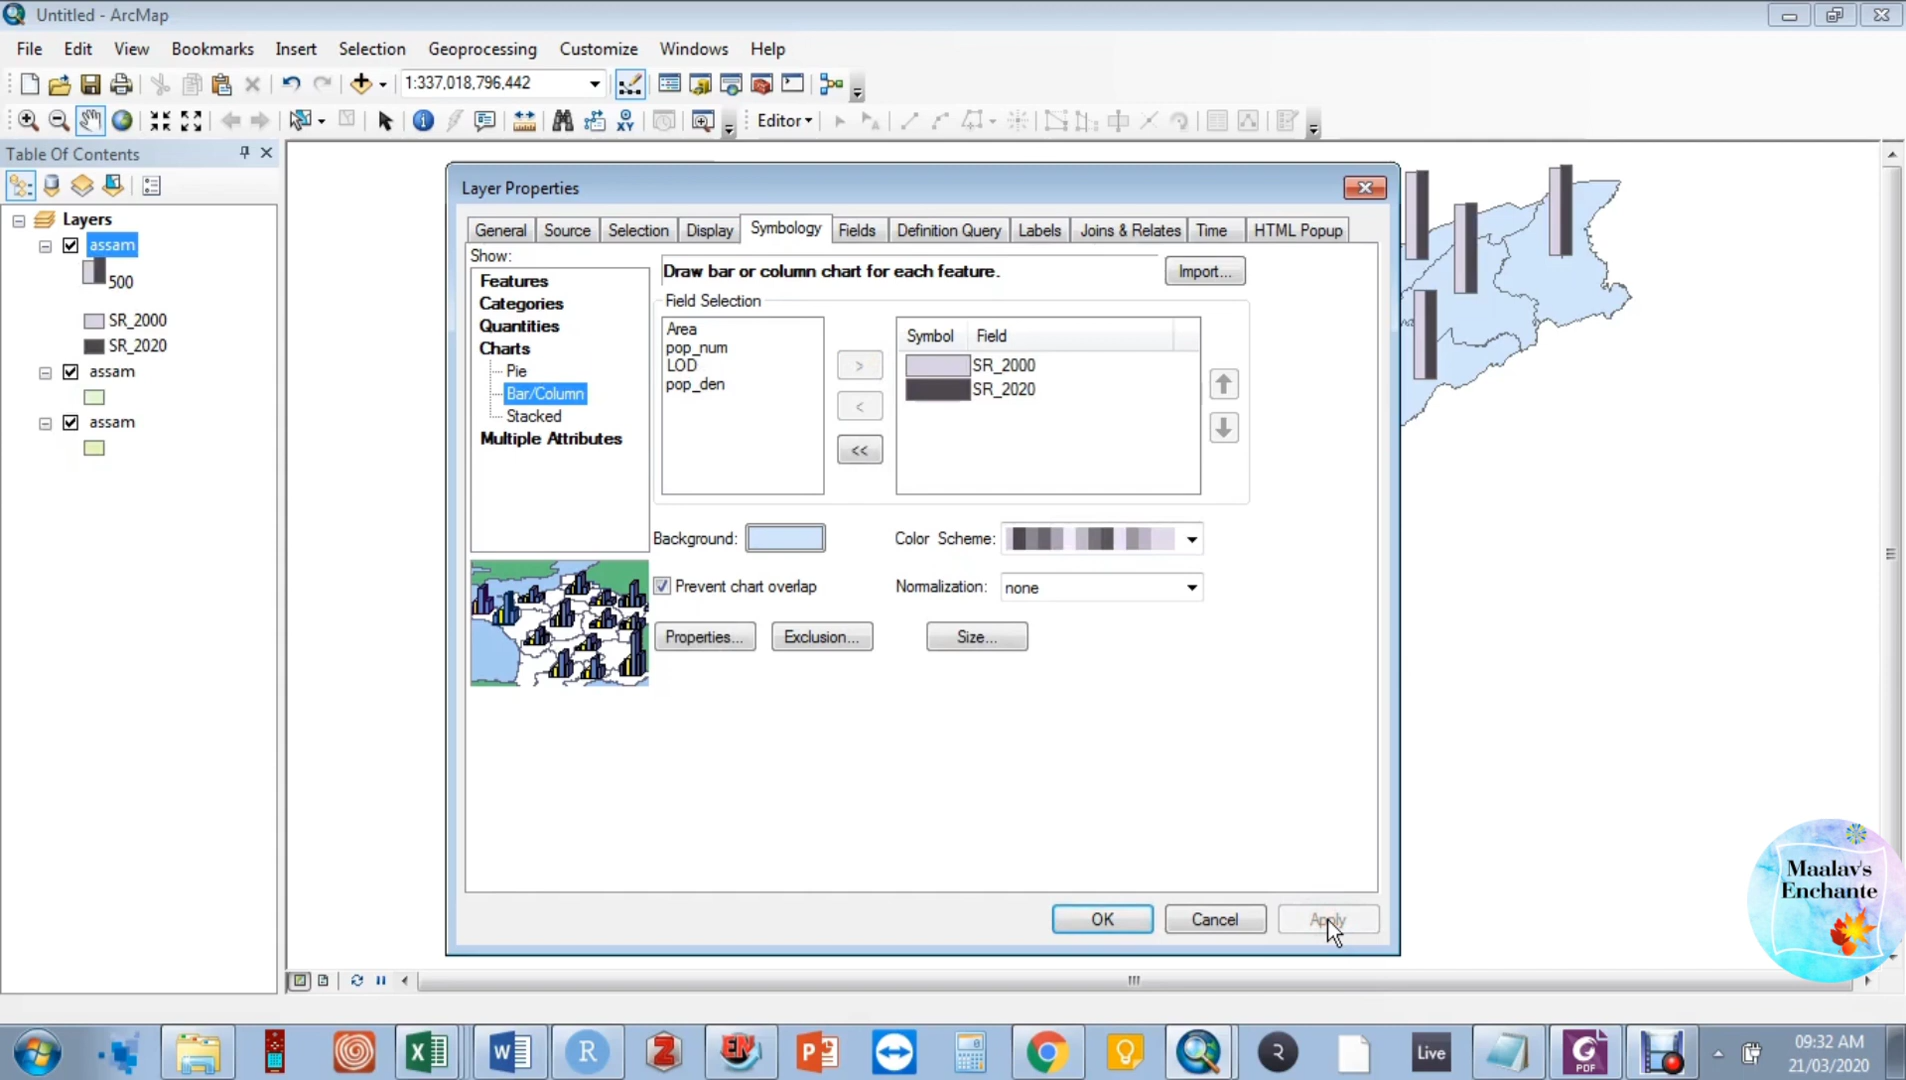 Untitled - ArcMap
File Edit View Bookmarks Insert Selection Geoprocessing Customize Windows Help
1:337,018,796,442
Editor
Table Of Contents
Layers
assam
500
SR_2000
SR_2020
assam
assam
Layer Properties
General Source Selection Display Symbology Fields Definition Query Labels Joins & Relates Time HTML Popup
Show:
Features
Categories
Quantities
Charts
Pie
Bar/Column
Stacked
Multiple Attributes
Draw bar or column chart for each feature.
Import...
Field Selection
Area
pop_num
LOD
pop_den
>
<
<<
Symbol Field
SR_2000
SR_2020
Background:
Color Scheme:
Prevent chart overlap
Normalization: none
Properties... Exclusion... Size...
OK Cancel Apply
Maalav's
Enchante
Live
PDF
09:32 AM
21/03/2020